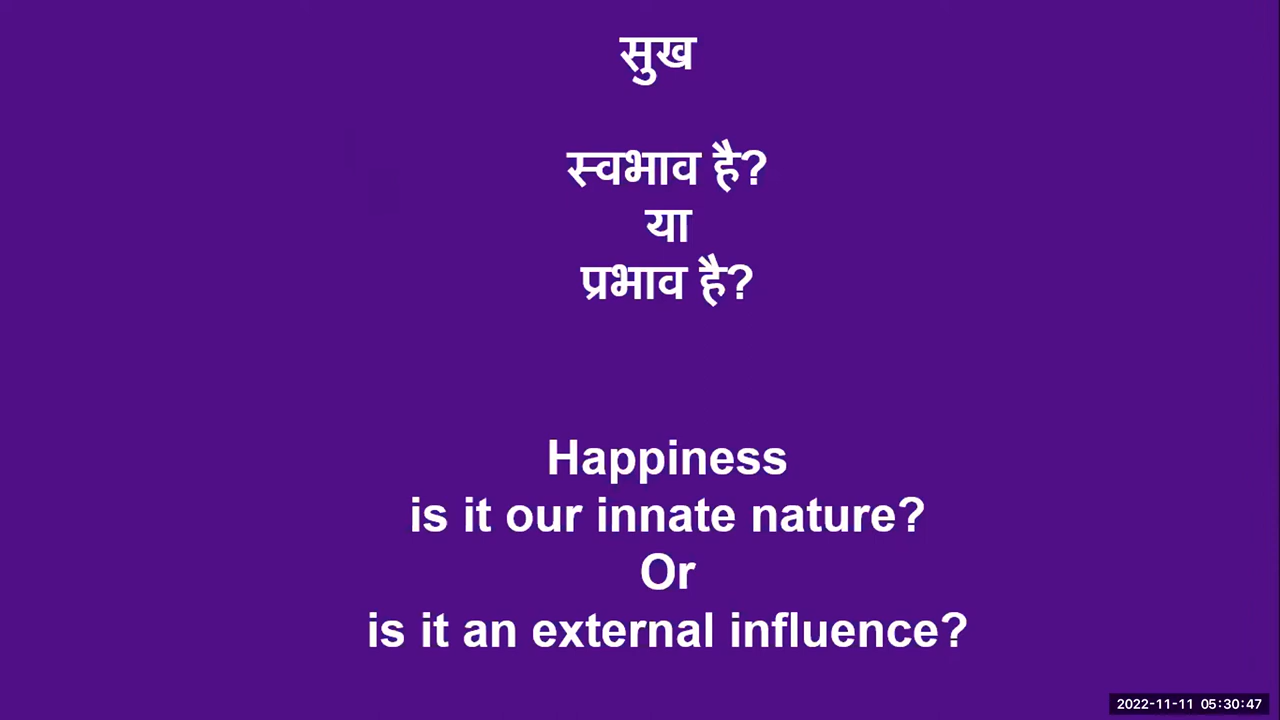 सुख
स्वभाव है?
या
प्रभाव है?
Happiness
is it our innate nature?
Or
is it an external influence?
2022-11-11 05:30:47